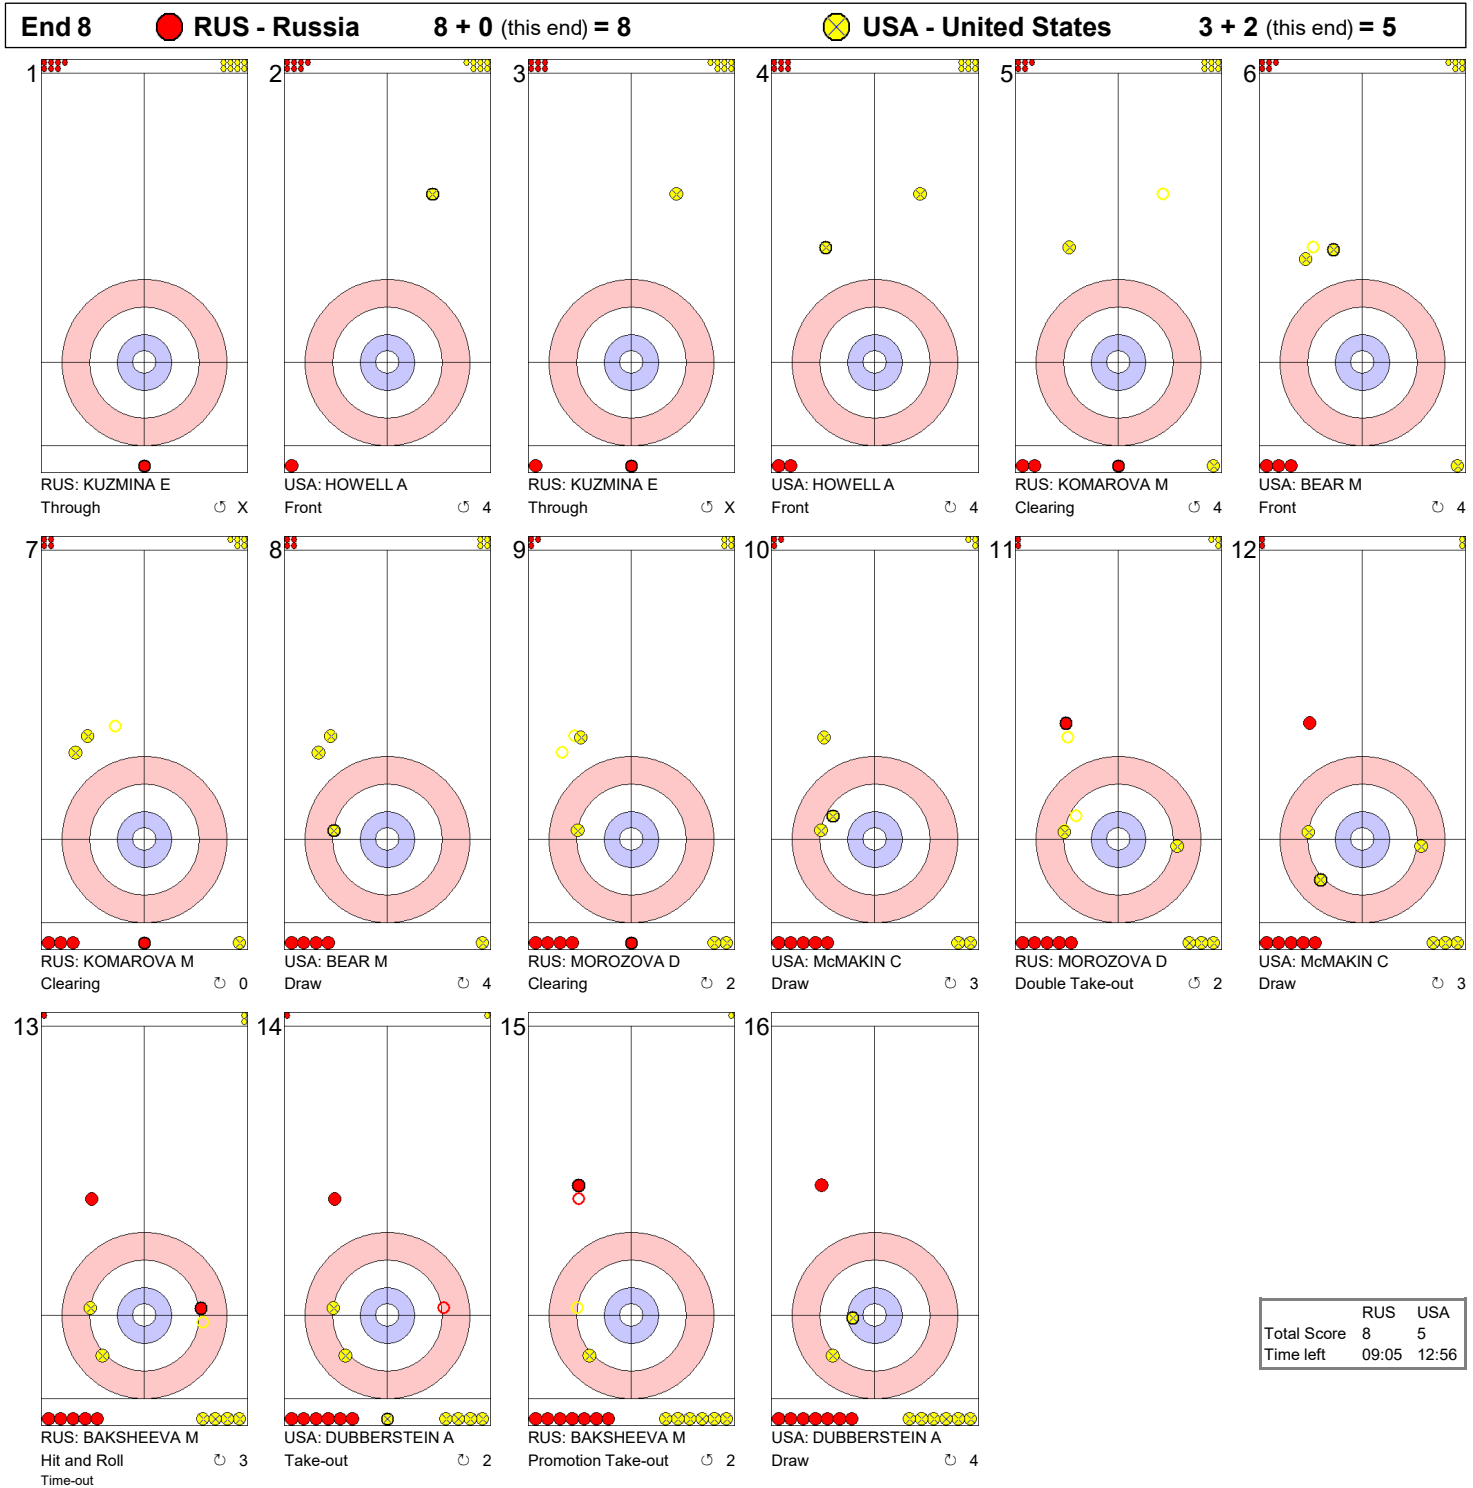 End 8 RUS - Russia 8 + 0 (this end) = 8 USA - United States 3 + 2 (this end) = 5
1 2 3 4 5 6
RUS: KUZMINA E USA: HOWELL A RUS: KUZMINA E USA: HOWELL A RUS: KOMAROVA M USA: BEAR M
Through ↺ X Front ↺ 4 Through ↺ X Front ↻ 4 Clearing ↺ 4 Front ↻ 4
7 8 9 10 11 12
RUS: KOMAROVA M USA: BEAR M RUS: MOROZOVA D USA: McMAKIN C RUS: MOROZOVA D USA: McMAKIN C
Clearing ↻ 0 Draw ↻ 4 Clearing ↻ 2 Draw ↻ 3 Double Take-out ↺ 2 Draw ↻ 3
13 14 15 16
RUS USA
Total Score 8 5
Time left 09:05 12:56
RUS: BAKSHEEVA M USA: DUBBERSTEIN A RUS: BAKSHEEVA M USA: DUBBERSTEIN A
Hit and Roll ↻ 3 Take-out ↻ 2 Promotion Take-out ↺ 2 Draw ↻ 4
Time-out